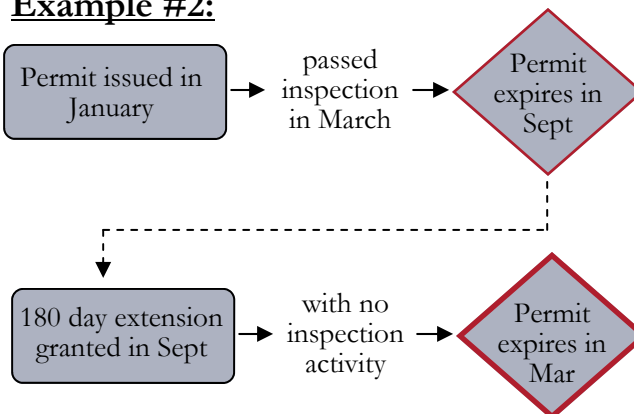 Example #2:
Permit issued in
January
passed
inspection
in March
Permit
expires in
Sept
180 day extension
granted in Sept
with no
inspection
activity
Permit
expires in
Mar